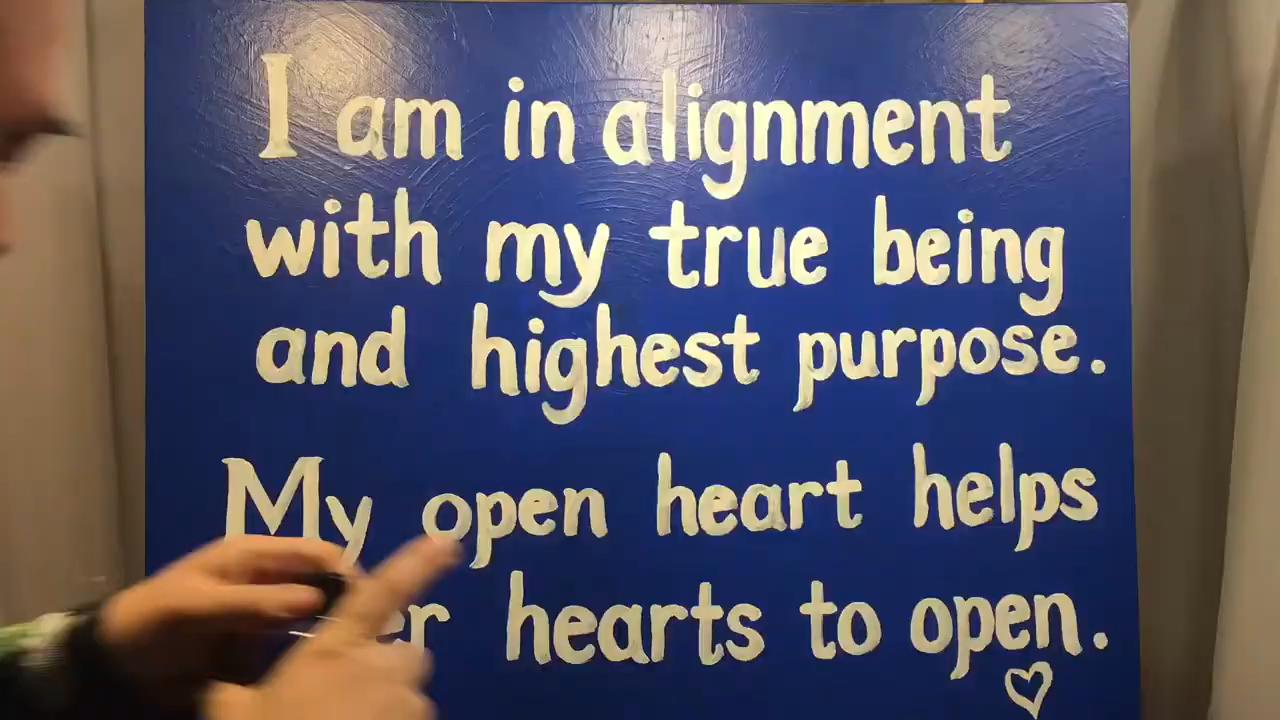 I am in alignment
with my true being
and highest purpose.
My open heart helps
hearts to open.